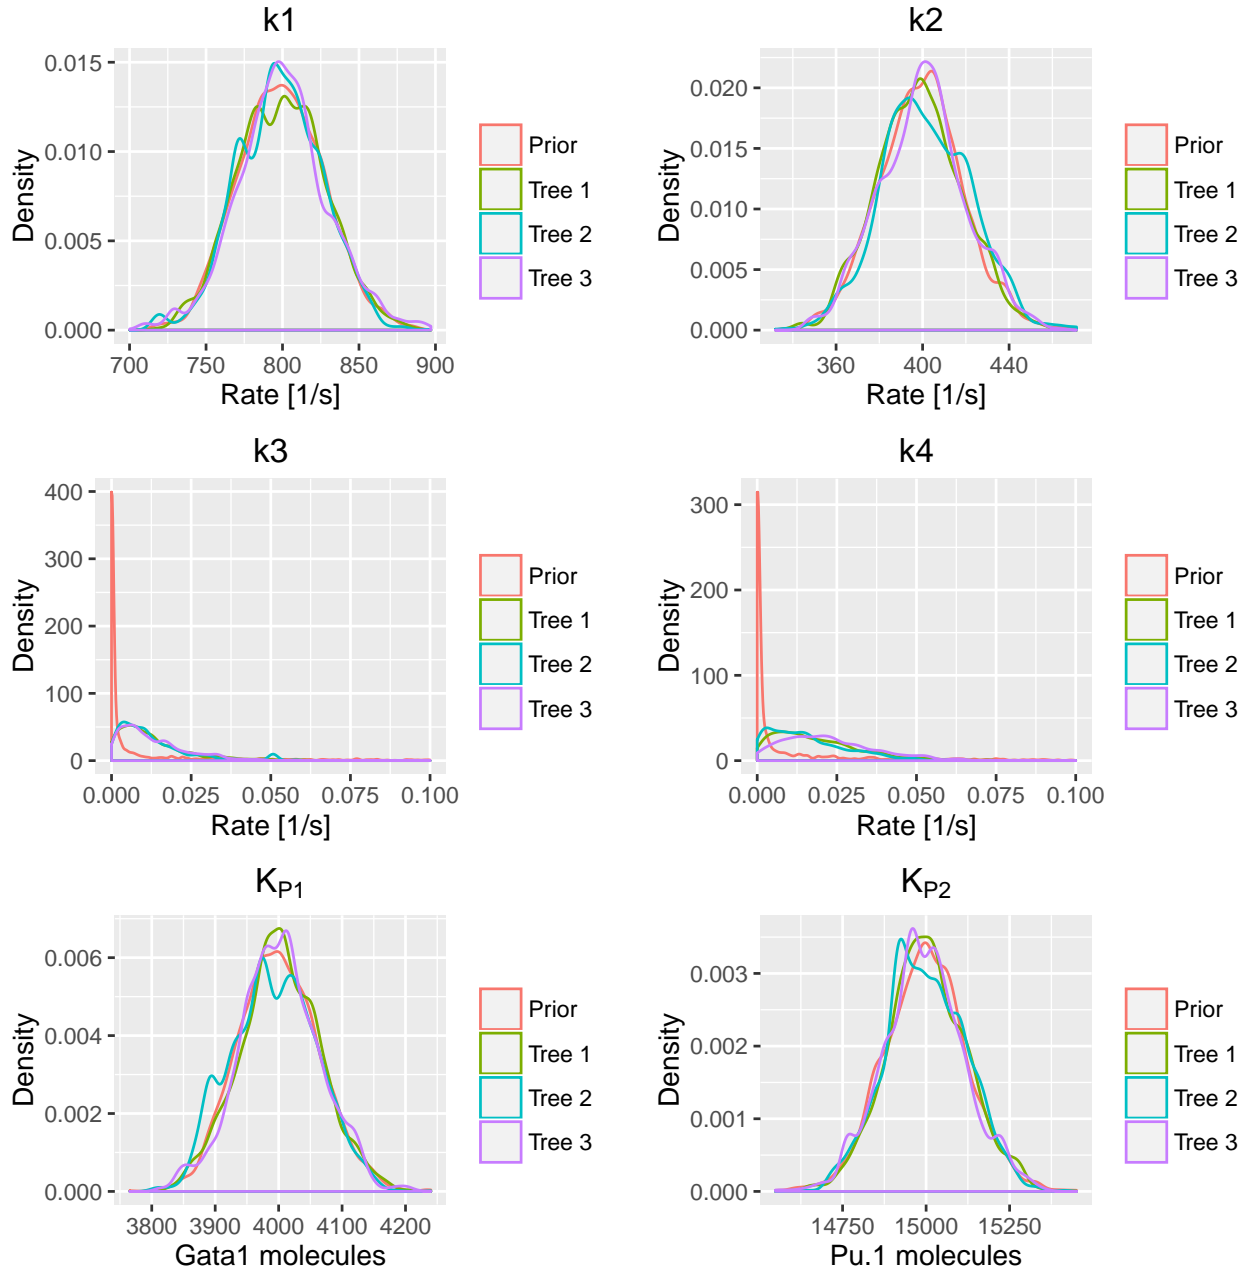 k1
0.015
0.010
0.005
0.000
Density
700 750 800 850 900
Rate [1/s]
Prior
Tree 1
Tree 2
Tree 3
k2
0.020
0.015
0.010
0.005
0.000
Density
360 400 440
Rate [1/s]
Prior
Tree 1
Tree 2
Tree 3
k3
400
300
200
100
0
Density
0.000 0.025 0.050 0.075 0.100
Rate [1/s]
Prior
Tree 1
Tree 2
Tree 3
k4
300
200
100
0
Density
0.000 0.025 0.050 0.075 0.100
Rate [1/s]
Prior
Tree 1
Tree 2
Tree 3
KP1
0.006
0.004
0.002
0.000
Density
3800 3900 4000 4100 4200
Gata1 molecules
Prior
Tree 1
Tree 2
Tree 3
KP2
0.003
0.002
0.001
0.000
Density
14750 15000 15250
Pu.1 molecules
Prior
Tree 1
Tree 2
Tree 3